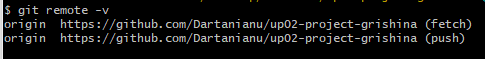 $ git remote -v
origin  https://github.com/Dartanianu/up02-project-grishina (fetch)
origin  https://github.com/Dartanianu/up02-project-grishina (push)